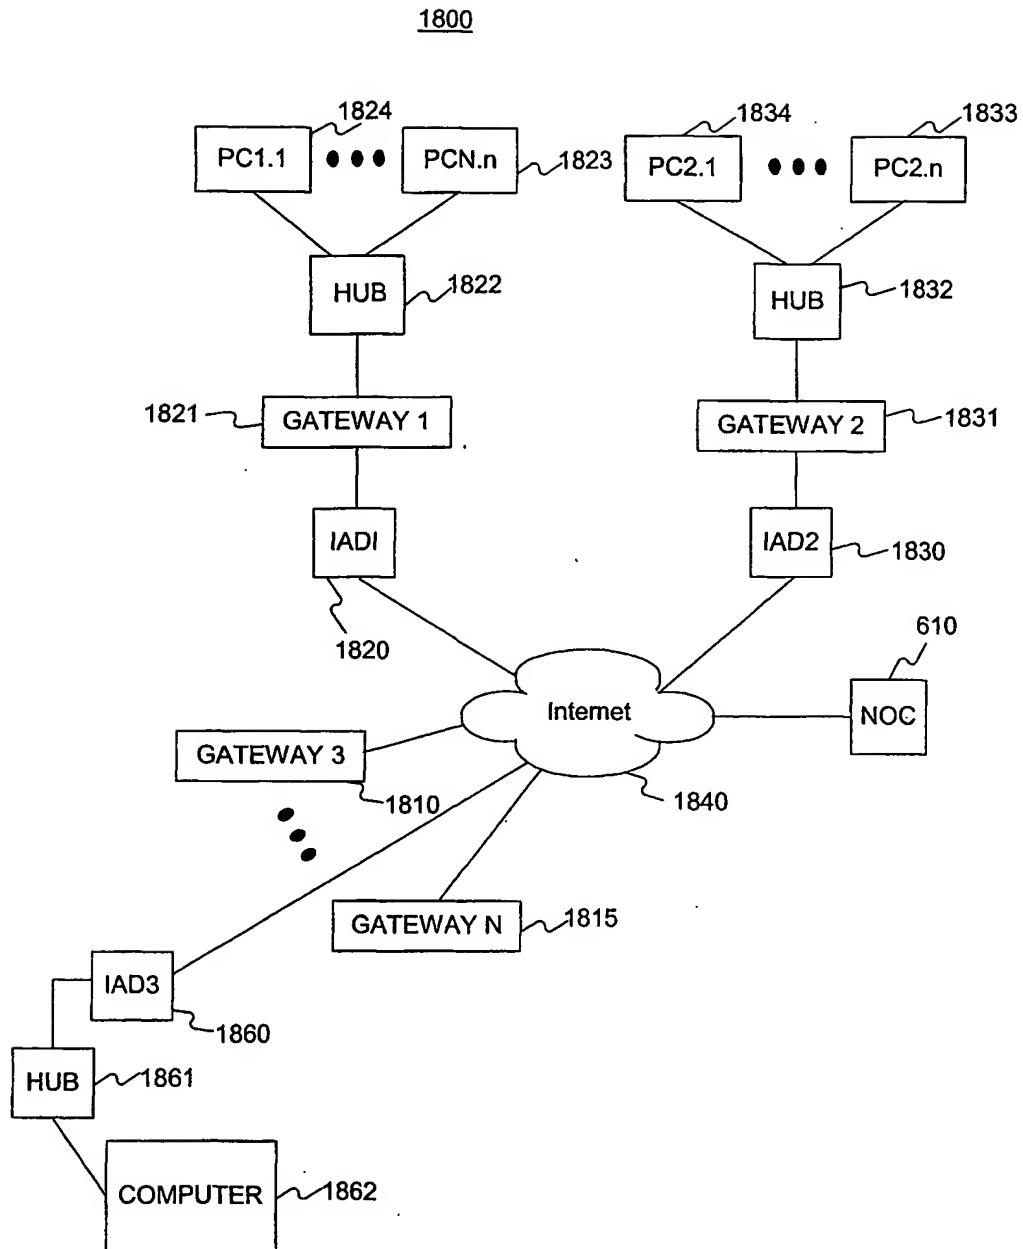 1800
1824
1834
1833
PC1.1
PCN.n
1823
PC2.1
PC2.n
HUB
1822
HUB
1832
1821
GATEWAY 1
GATEWAY 2
1831
IADI
IAD2
1830
1820
610
Internet
NOC
GATEWAY 3
1810
1840
GATEWAY N
1815
IAD3
1860
HUB
1861
COMPUTER
1862